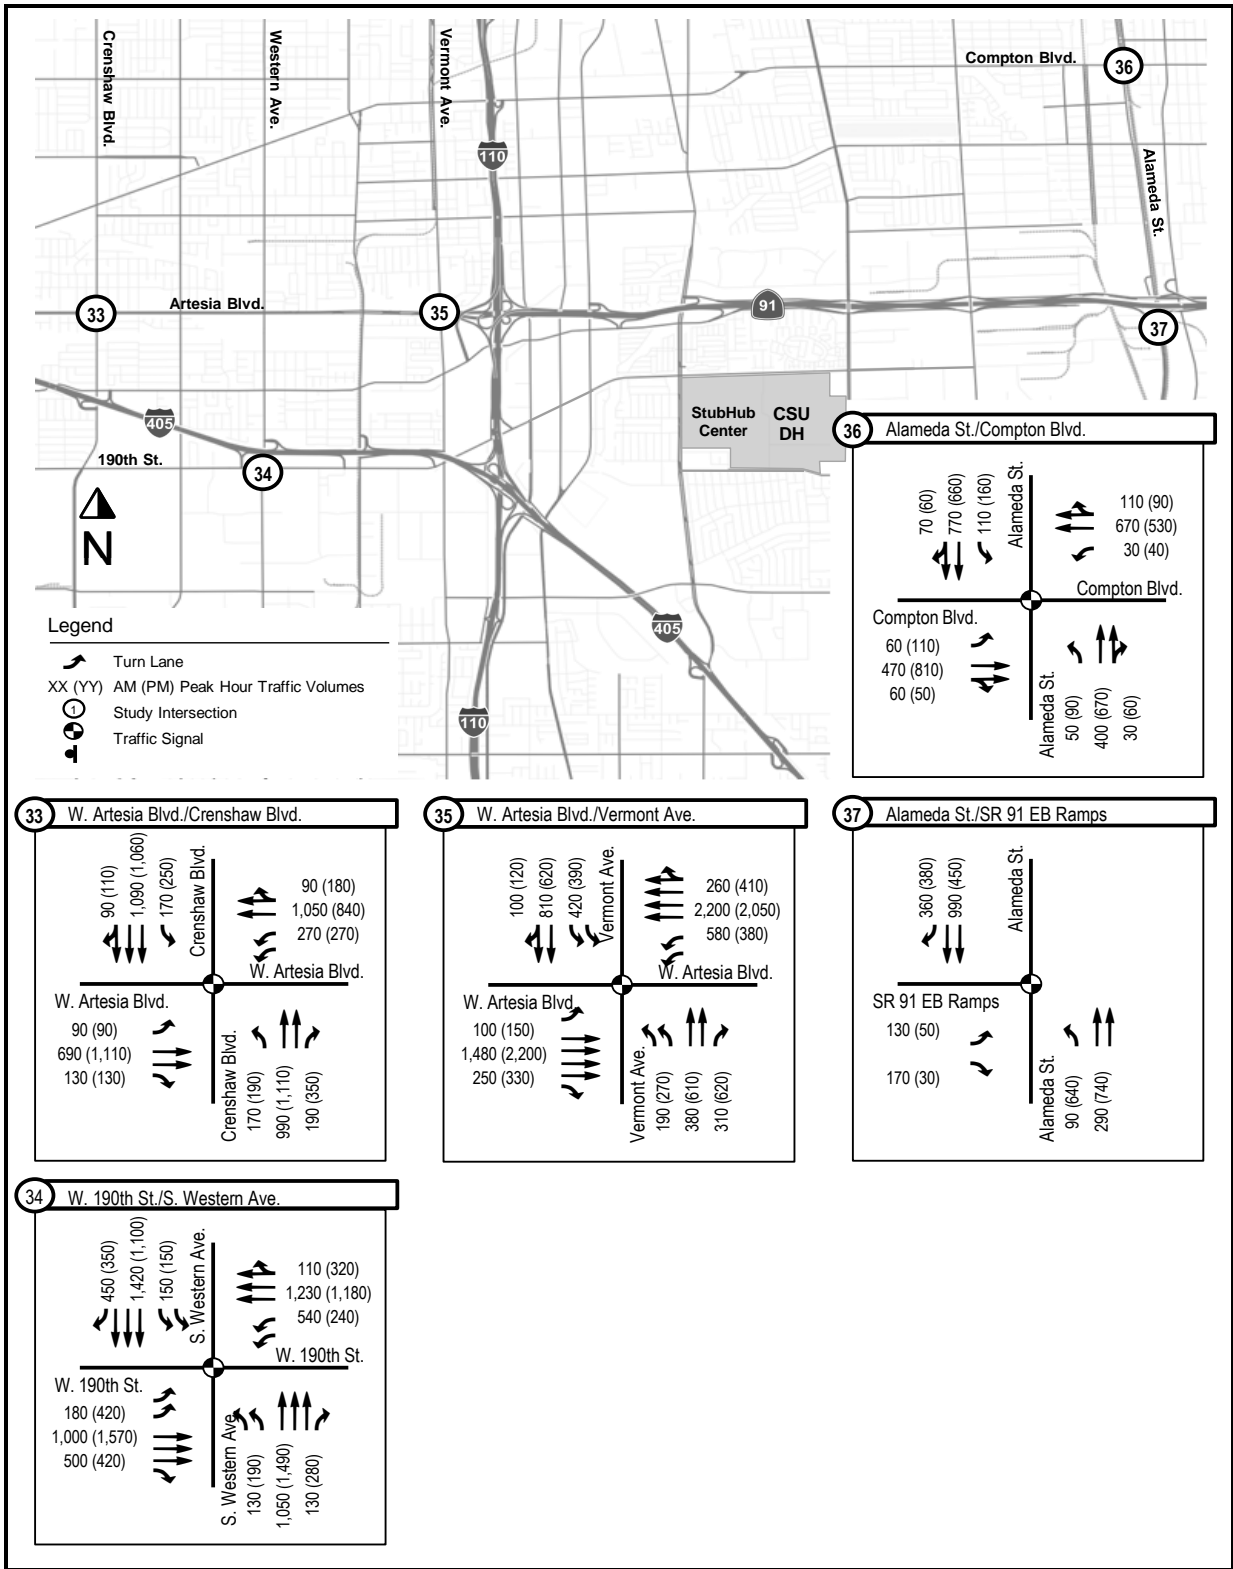 Crenshaw Blvd.
Western Ave.
Vermont Ave.
Compton Blvd.
36
110
Alameda St.
33
Artesia Blvd.
35
91
37
405
StubHub
Center
CSU
DH
190th St.
34
N
405
110
Legend
Turn Lane
XX (YY) AM (PM) Peak Hour Traffic Volumes
1 Study Intersection
Traffic Signal
36 Alameda St./Compton Blvd.
70 (60)
770 (660)
110 (160)
Alameda St.
110 (90)
670 (530)
30 (40)
Compton Blvd.
Compton Blvd.
60 (110)
470 (810)
60 (50)
Alameda St.
50 (90)
400 (670)
30 (60)
33 W. Artesia Blvd./Crenshaw Blvd.
90 (110)
1,090 (1,060)
170 (250)
Crenshaw Blvd.
90 (180)
1,050 (840)
270 (270)
W. Artesia Blvd.
W. Artesia Blvd.
90 (90)
690 (1,110)
130 (130)
Crenshaw Blvd.
170 (190)
990 (1,110)
190 (350)
35 W. Artesia Blvd./Vermont Ave.
100 (120)
810 (620)
420 (390)
Vermont Ave.
260 (410)
2,200 (2,050)
580 (380)
W. Artesia Blvd.
W. Artesia Blvd.
100 (150)
1,480 (2,200)
250 (330)
Vermont Ave.
190 (270)
380 (610)
310 (620)
37 Alameda St./SR 91 EB Ramps
360 (380)
990 (450)
Alameda St.
SR 91 EB Ramps
130 (50)
170 (30)
Alameda St.
90 (640)
290 (740)
34 W. 190th St./S. Western Ave.
450 (350)
1,420 (1,100)
150 (150)
S. Western Ave.
110 (320)
1,230 (1,180)
540 (240)
W. 190th St.
W. 190th St.
180 (420)
1,000 (1,570)
500 (420)
S. Western Ave.
130 (190)
1,050 (1,490)
130 (280)